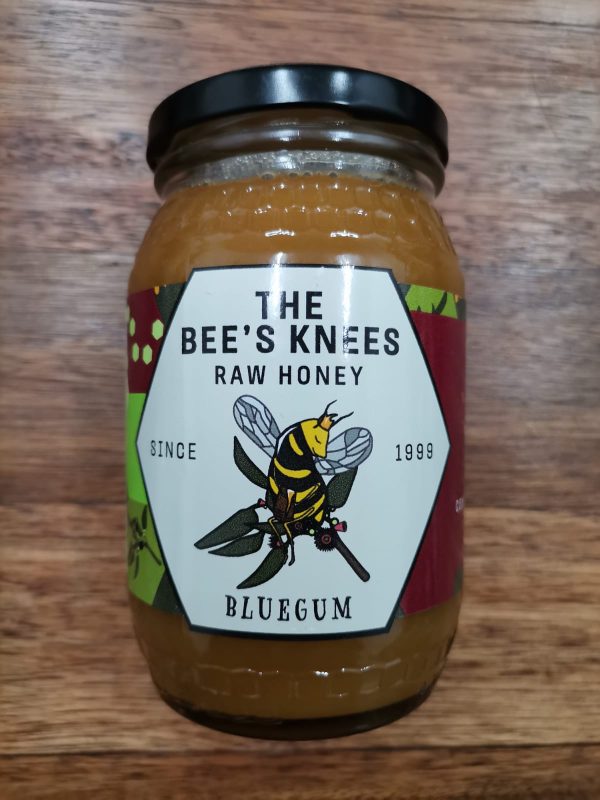 THE
BEE'S KNEES
RAW HONEY
SINCE 1999
BLUEGUM